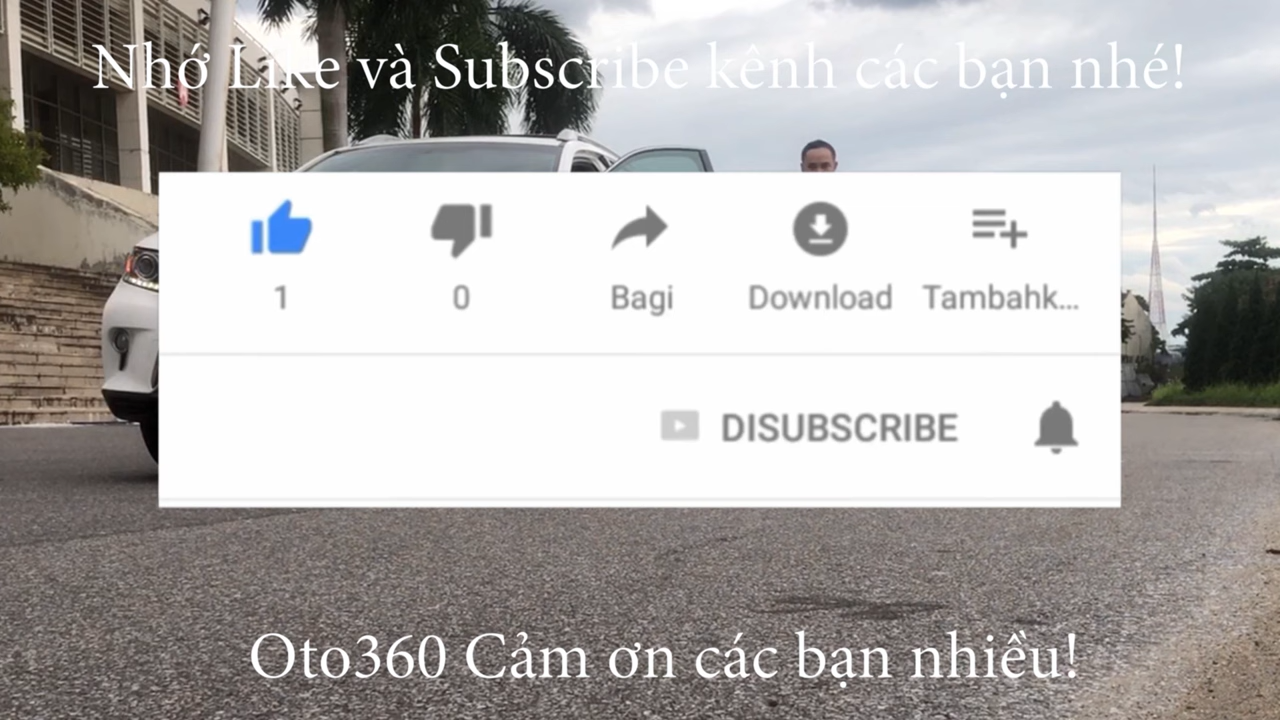 Nhớ Like và Subscribe kênh các bạn nhé!
1 0 Bagi Download Tambahk...
DISUBSCRIBE
Oto360 Cảm ơn các bạn nhiều!